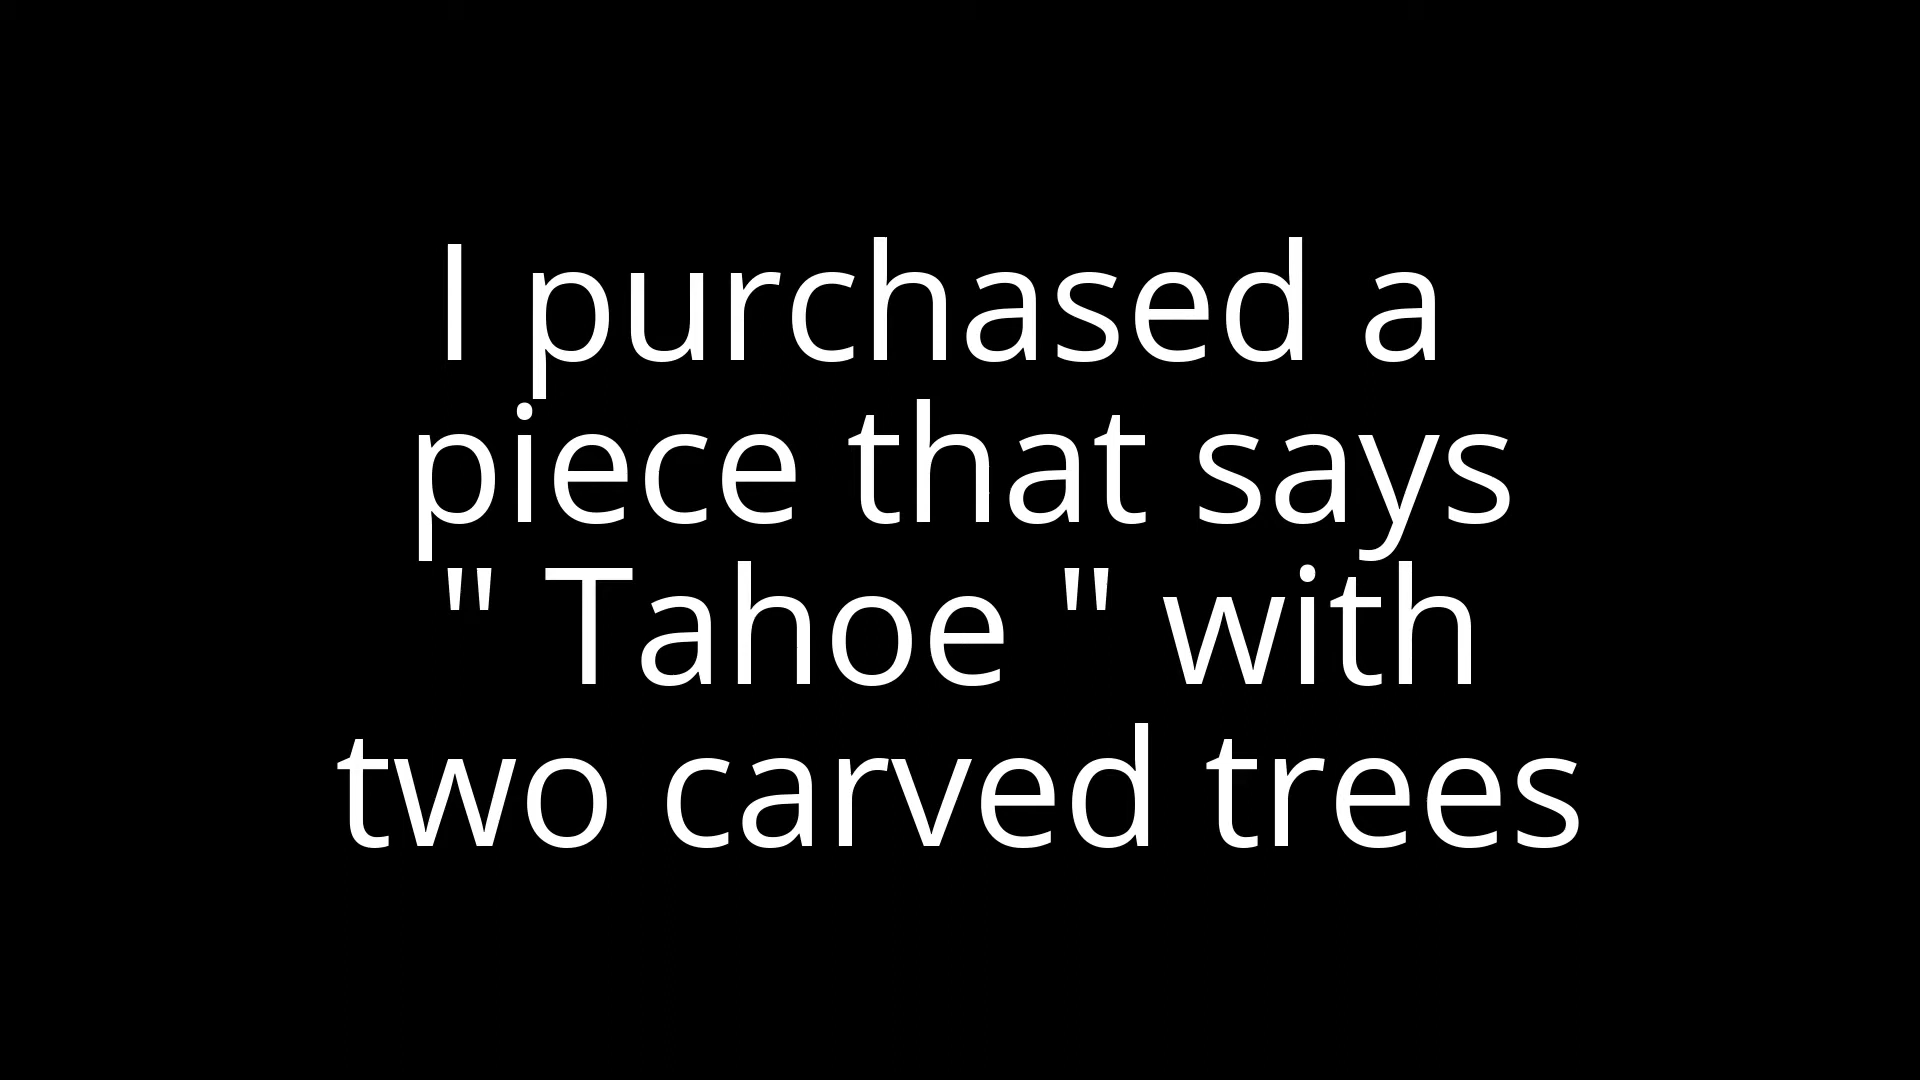 I purchased a
piece that says
" Tahoe " with
two carved trees